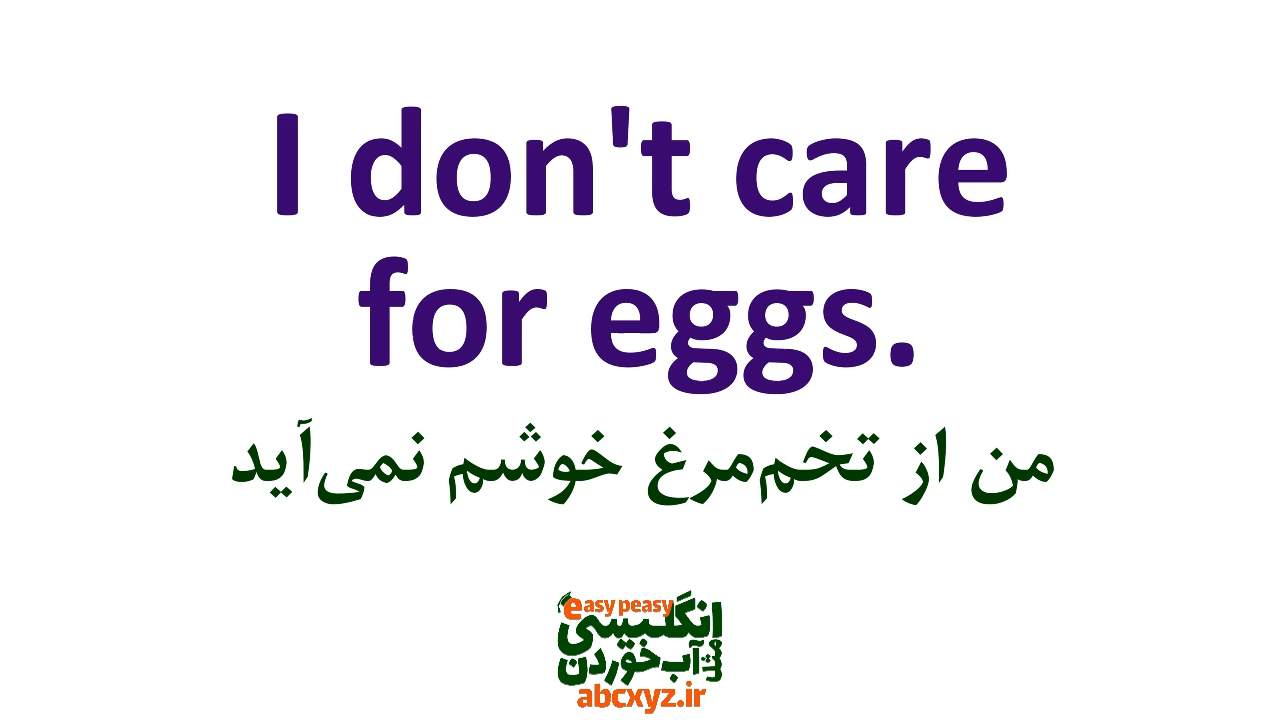 I don't care
for eggs.
من از تخم‌مرغ خوشم نمی‌آید
easy peasy
انگلیسی
مثل آب خوردن
abcxyz.ir